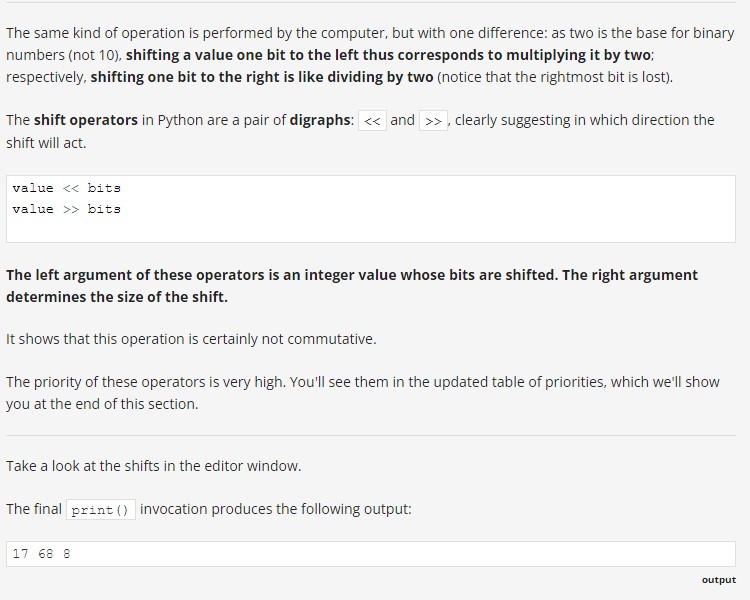 The same kind of operation is performed by the computer, but with one difference: as two is the base for binary
numbers (not 10), shifting a value one bit to the left thus corresponds to multiplying it by two;
respectively, shifting one bit to the right is like dividing by two (notice that the rightmost bit is lost).
The shift operators in Python are a pair of digraphs: << and >>, clearly suggesting in which direction the
shift will act.
value << bits
value >> bits
The left argument of these operators is an integer value whose bits are shifted. The right argument
determines the size of the shift.
It shows that this operation is certainly not commutative.
The priority of these operators is very high. You'll see them in the updated table of priorities, which we'll show
you at the end of this section.
Take a look at the shifts in the editor window.
The final print() invocation produces the following output:
17 68 8
output